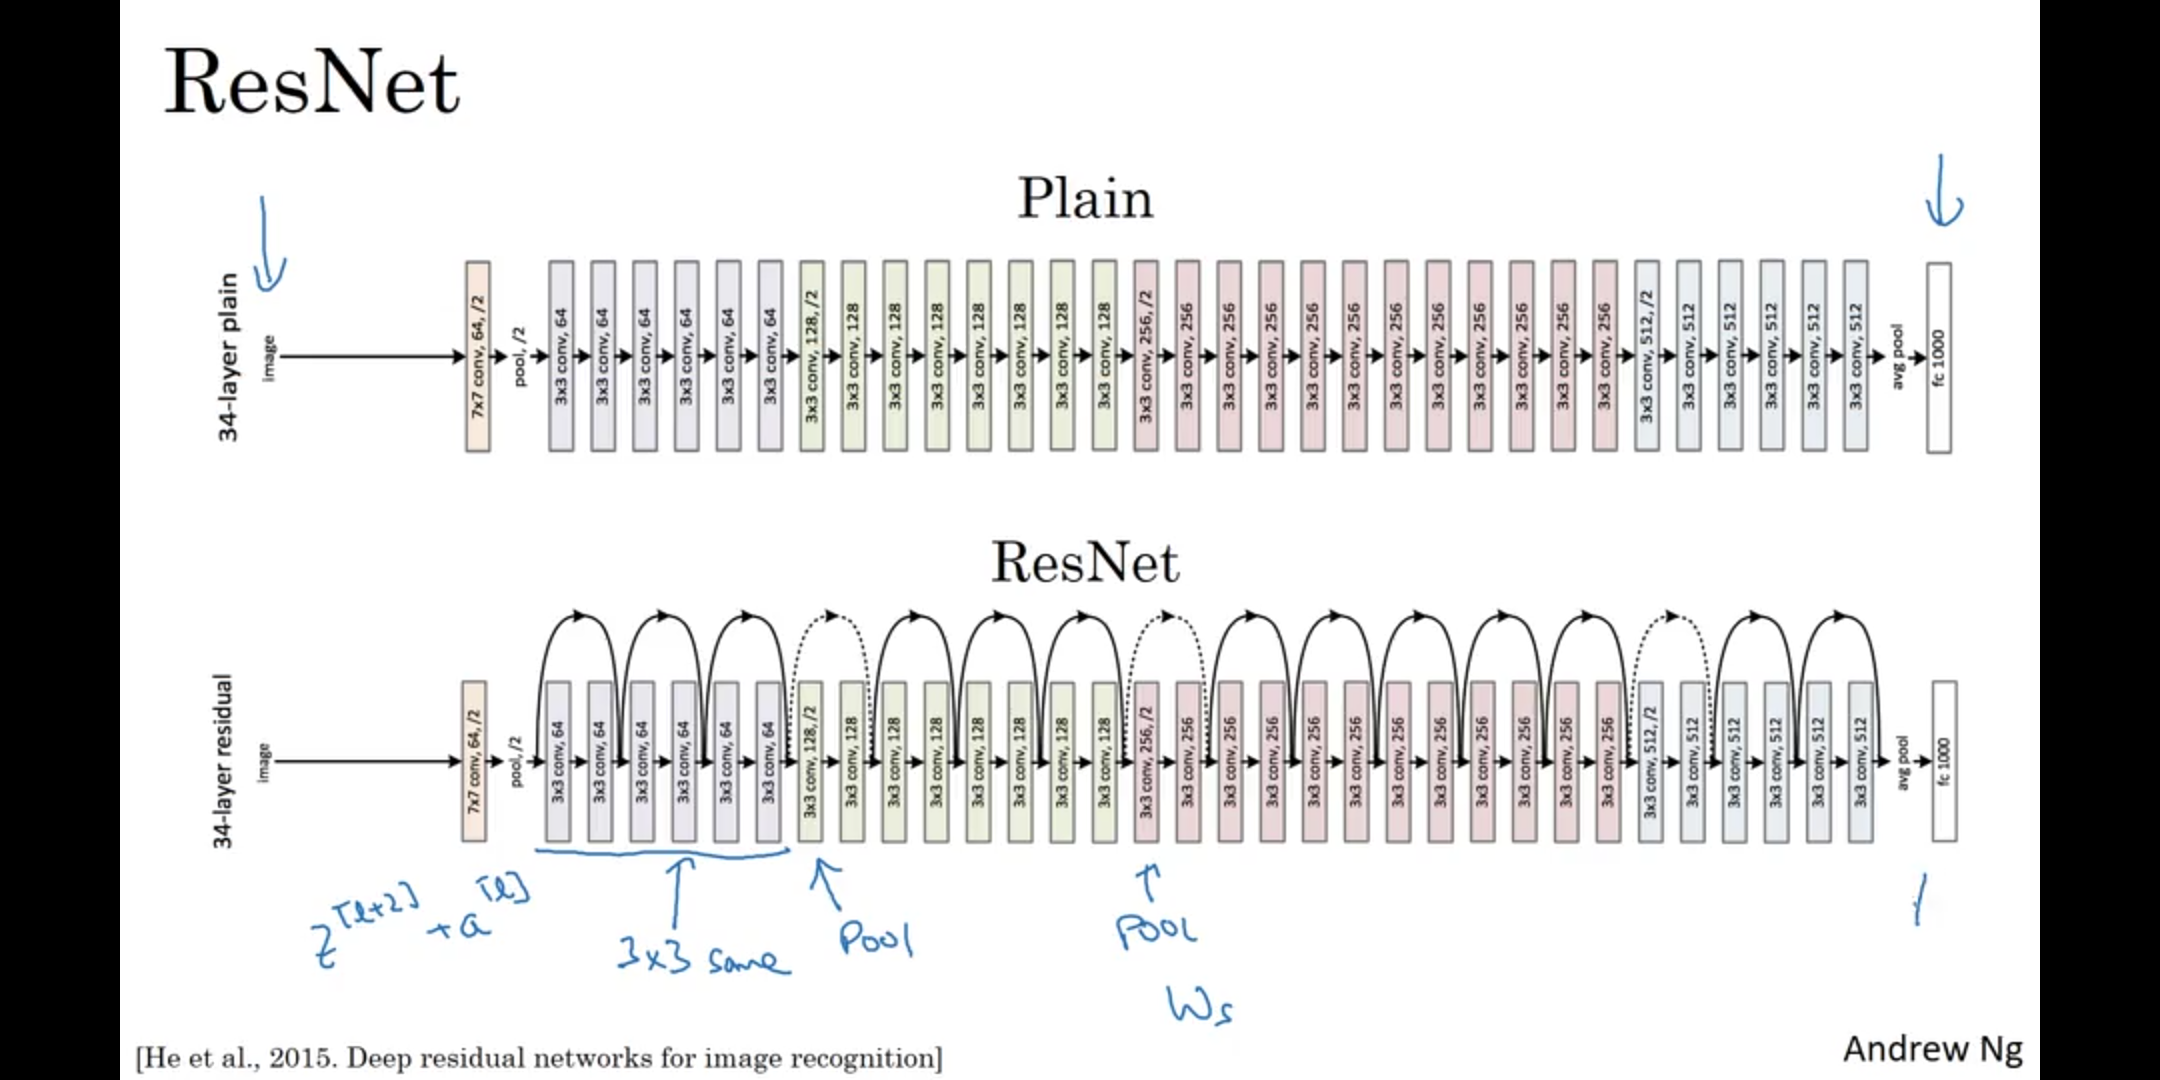 ResNet
Plain
34-layer plain
image
7x7 conv, 64, /2
pool, /2
3x3 conv, 64
3x3 conv, 64
3x3 conv, 64
3x3 conv, 64
3x3 conv, 64
3x3 conv, 64
3x3 conv, 128, /2
3x3 conv, 128
3x3 conv, 128
3x3 conv, 128
3x3 conv, 128
3x3 conv, 128
3x3 conv, 128
3x3 conv, 128
3x3 conv, 256, /2
3x3 conv, 256
3x3 conv, 256
3x3 conv, 256
3x3 conv, 256
3x3 conv, 256
3x3 conv, 256
3x3 conv, 256
3x3 conv, 256
3x3 conv, 256
3x3 conv, 256
3x3 conv, 256
3x3 conv, 512, /2
3x3 conv, 512
3x3 conv, 512
3x3 conv, 512
3x3 conv, 512
3x3 conv, 512
avg pool
fc 1000
ResNet
34-layer residual
image
7x7 conv, 64, /2
pool, /2
3x3 conv, 64
3x3 conv, 64
3x3 conv, 64
3x3 conv, 64
3x3 conv, 64
3x3 conv, 64
3x3 conv, 128, /2
3x3 conv, 128
3x3 conv, 128
3x3 conv, 128
3x3 conv, 128
3x3 conv, 128
3x3 conv, 128
3x3 conv, 128
3x3 conv, 256, /2
3x3 conv, 256
3x3 conv, 256
3x3 conv, 256
3x3 conv, 256
3x3 conv, 256
3x3 conv, 256
3x3 conv, 256
3x3 conv, 256
3x3 conv, 256
3x3 conv, 256
3x3 conv, 256
3x3 conv, 512, /2
3x3 conv, 512
3x3 conv, 512
3x3 conv, 512
3x3 conv, 512
3x3 conv, 512
avg pool
fc 1000
z[l+2] + a[l]
3x3 same
Pool
Pool
Ws
[He et al., 2015. Deep residual networks for image recognition]
Andrew Ng